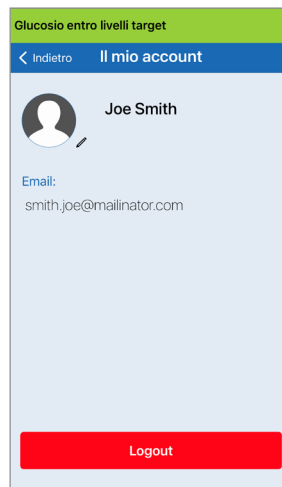 Glucosio entro livelli target
Indietro Il mio account
Joe Smith
Email:
smith.joe@mailinator.com
Logout